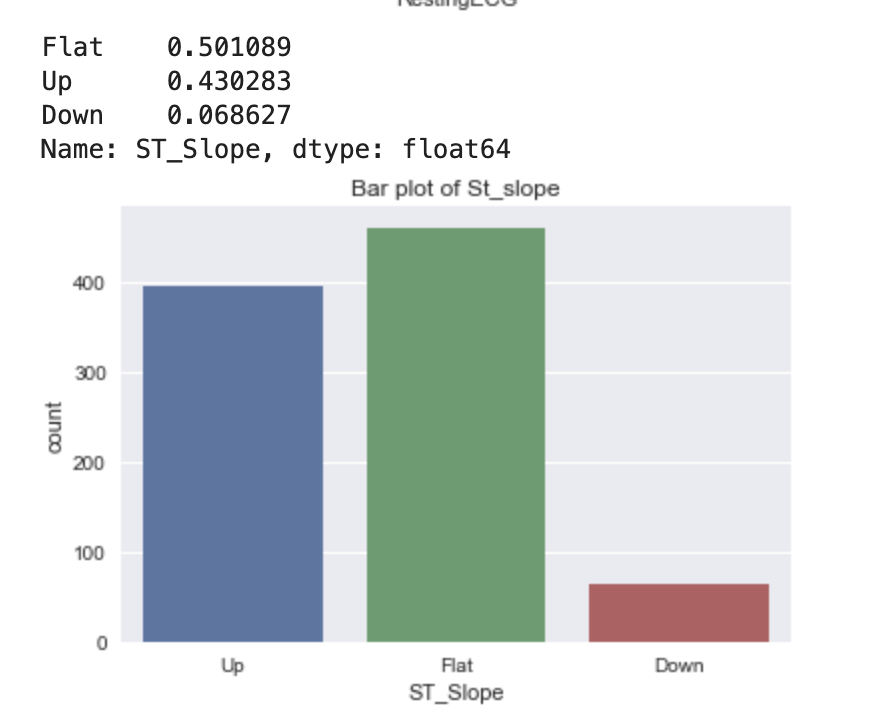 RestingECG
Flat    0.501089
Up      0.430283
Down    0.068627
Name: ST_Slope, dtype: float64
Bar plot of St_slope
400
300
200
100
0
count
Up Flat Down
ST_Slope